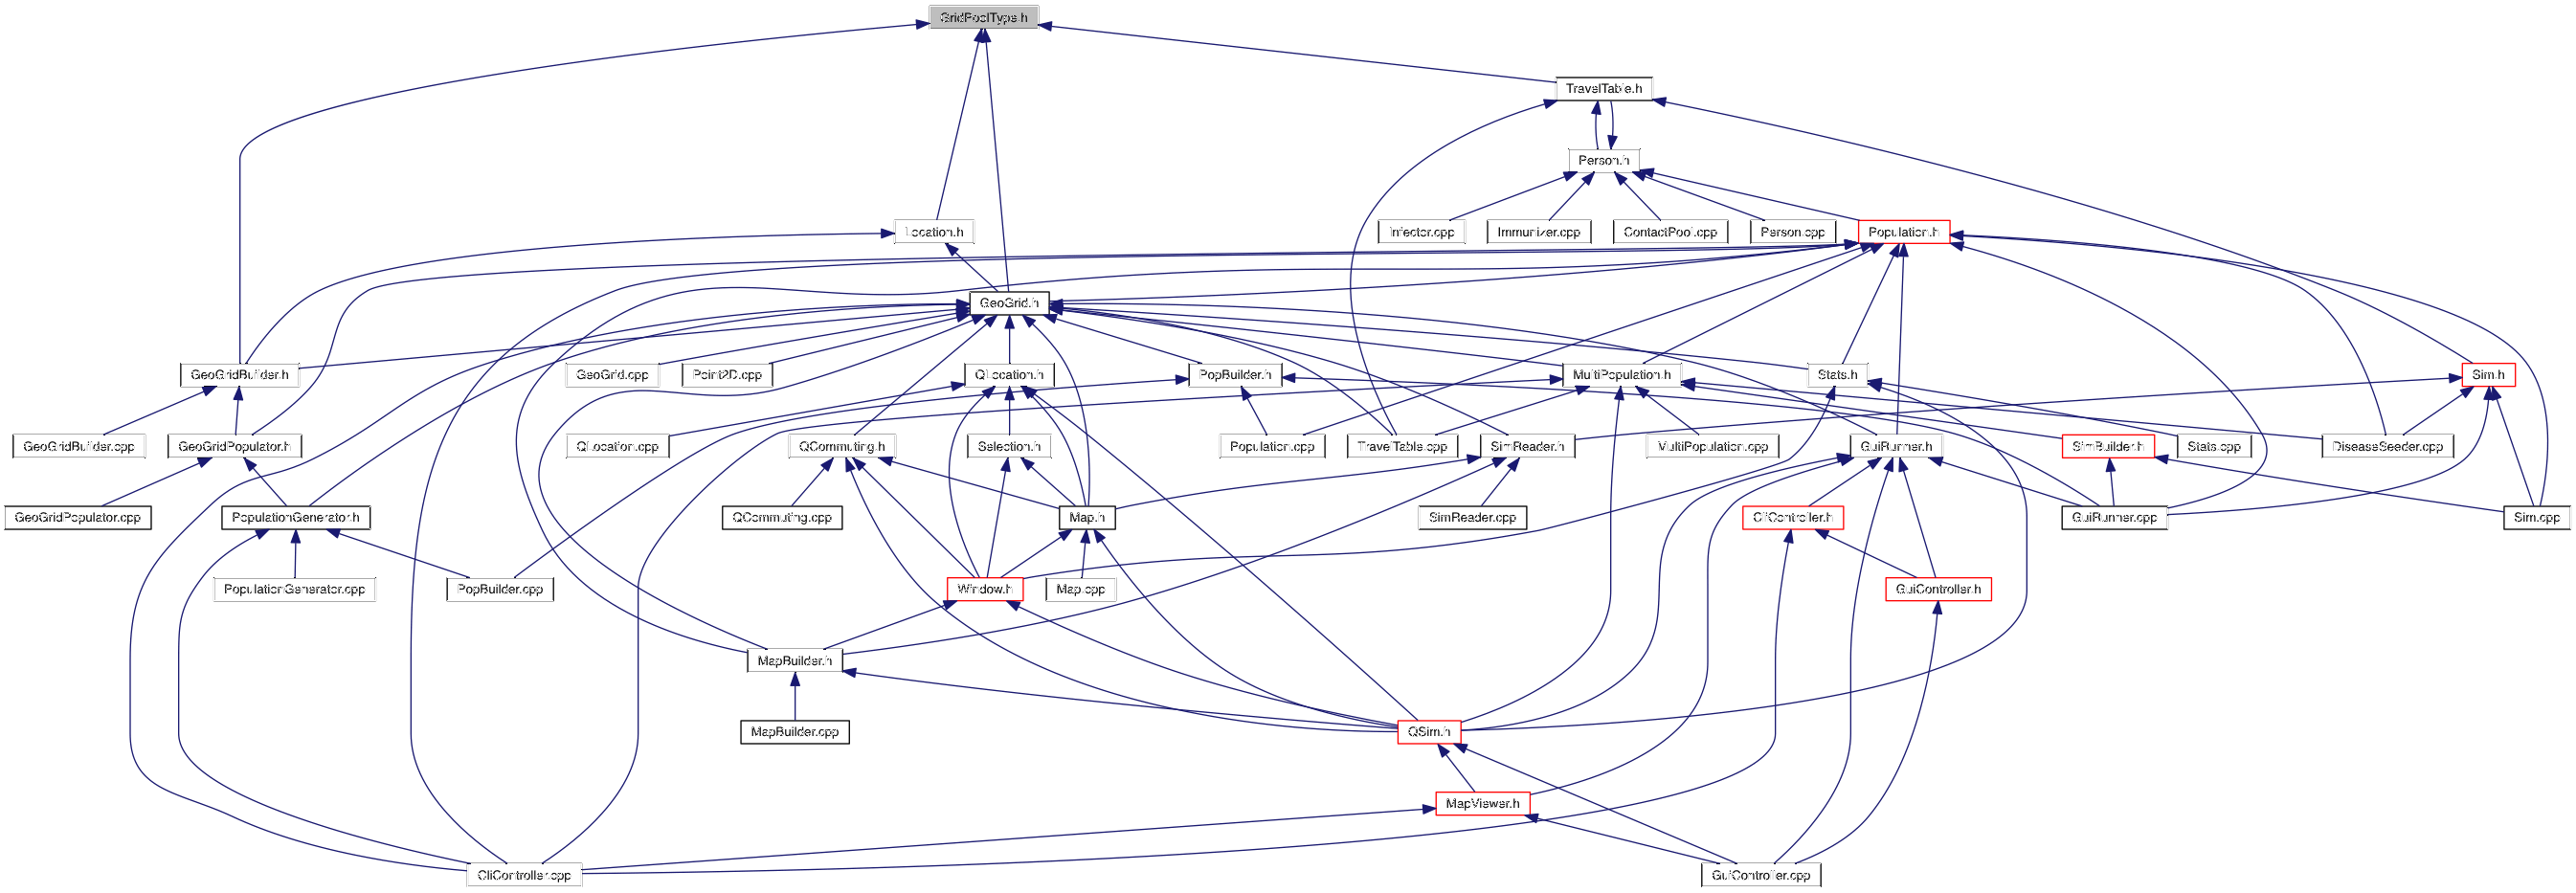 GridPoolType.h
TravelTable.h
Person.h
Location.h
Infector.cpp
Immunizer.cpp
ContactPool.cpp
Person.cpp
Population.h
GeoGrid.h
GeoGridBuilder.h
GeoGrid.cpp
Point2D.cpp
QLocation.h
PopBuilder.h
MultiPopulation.h
Stats.h
Sim.h
GeoGridBuilder.cpp
GeoGridPopulator.h
QLocation.cpp
QCommuting.h
Selection.h
Population.cpp
TravelTable.cpp
SimReader.h
MultiPopulation.cpp
GuiRunner.h
SimBuilder.h
Stats.cpp
DiseaseSeeder.cpp
GeoGridPopulator.cpp
PopulationGenerator.h
QCommuting.cpp
Map.h
SimReader.cpp
CliController.h
GuiRunner.cpp
Sim.cpp
PopulationGenerator.cpp
PopBuilder.cpp
Window.h
Map.cpp
GuiController.h
MapBuilder.h
MapBuilder.cpp
QSim.h
MapViewer.h
CliController.cpp
GuiController.cpp